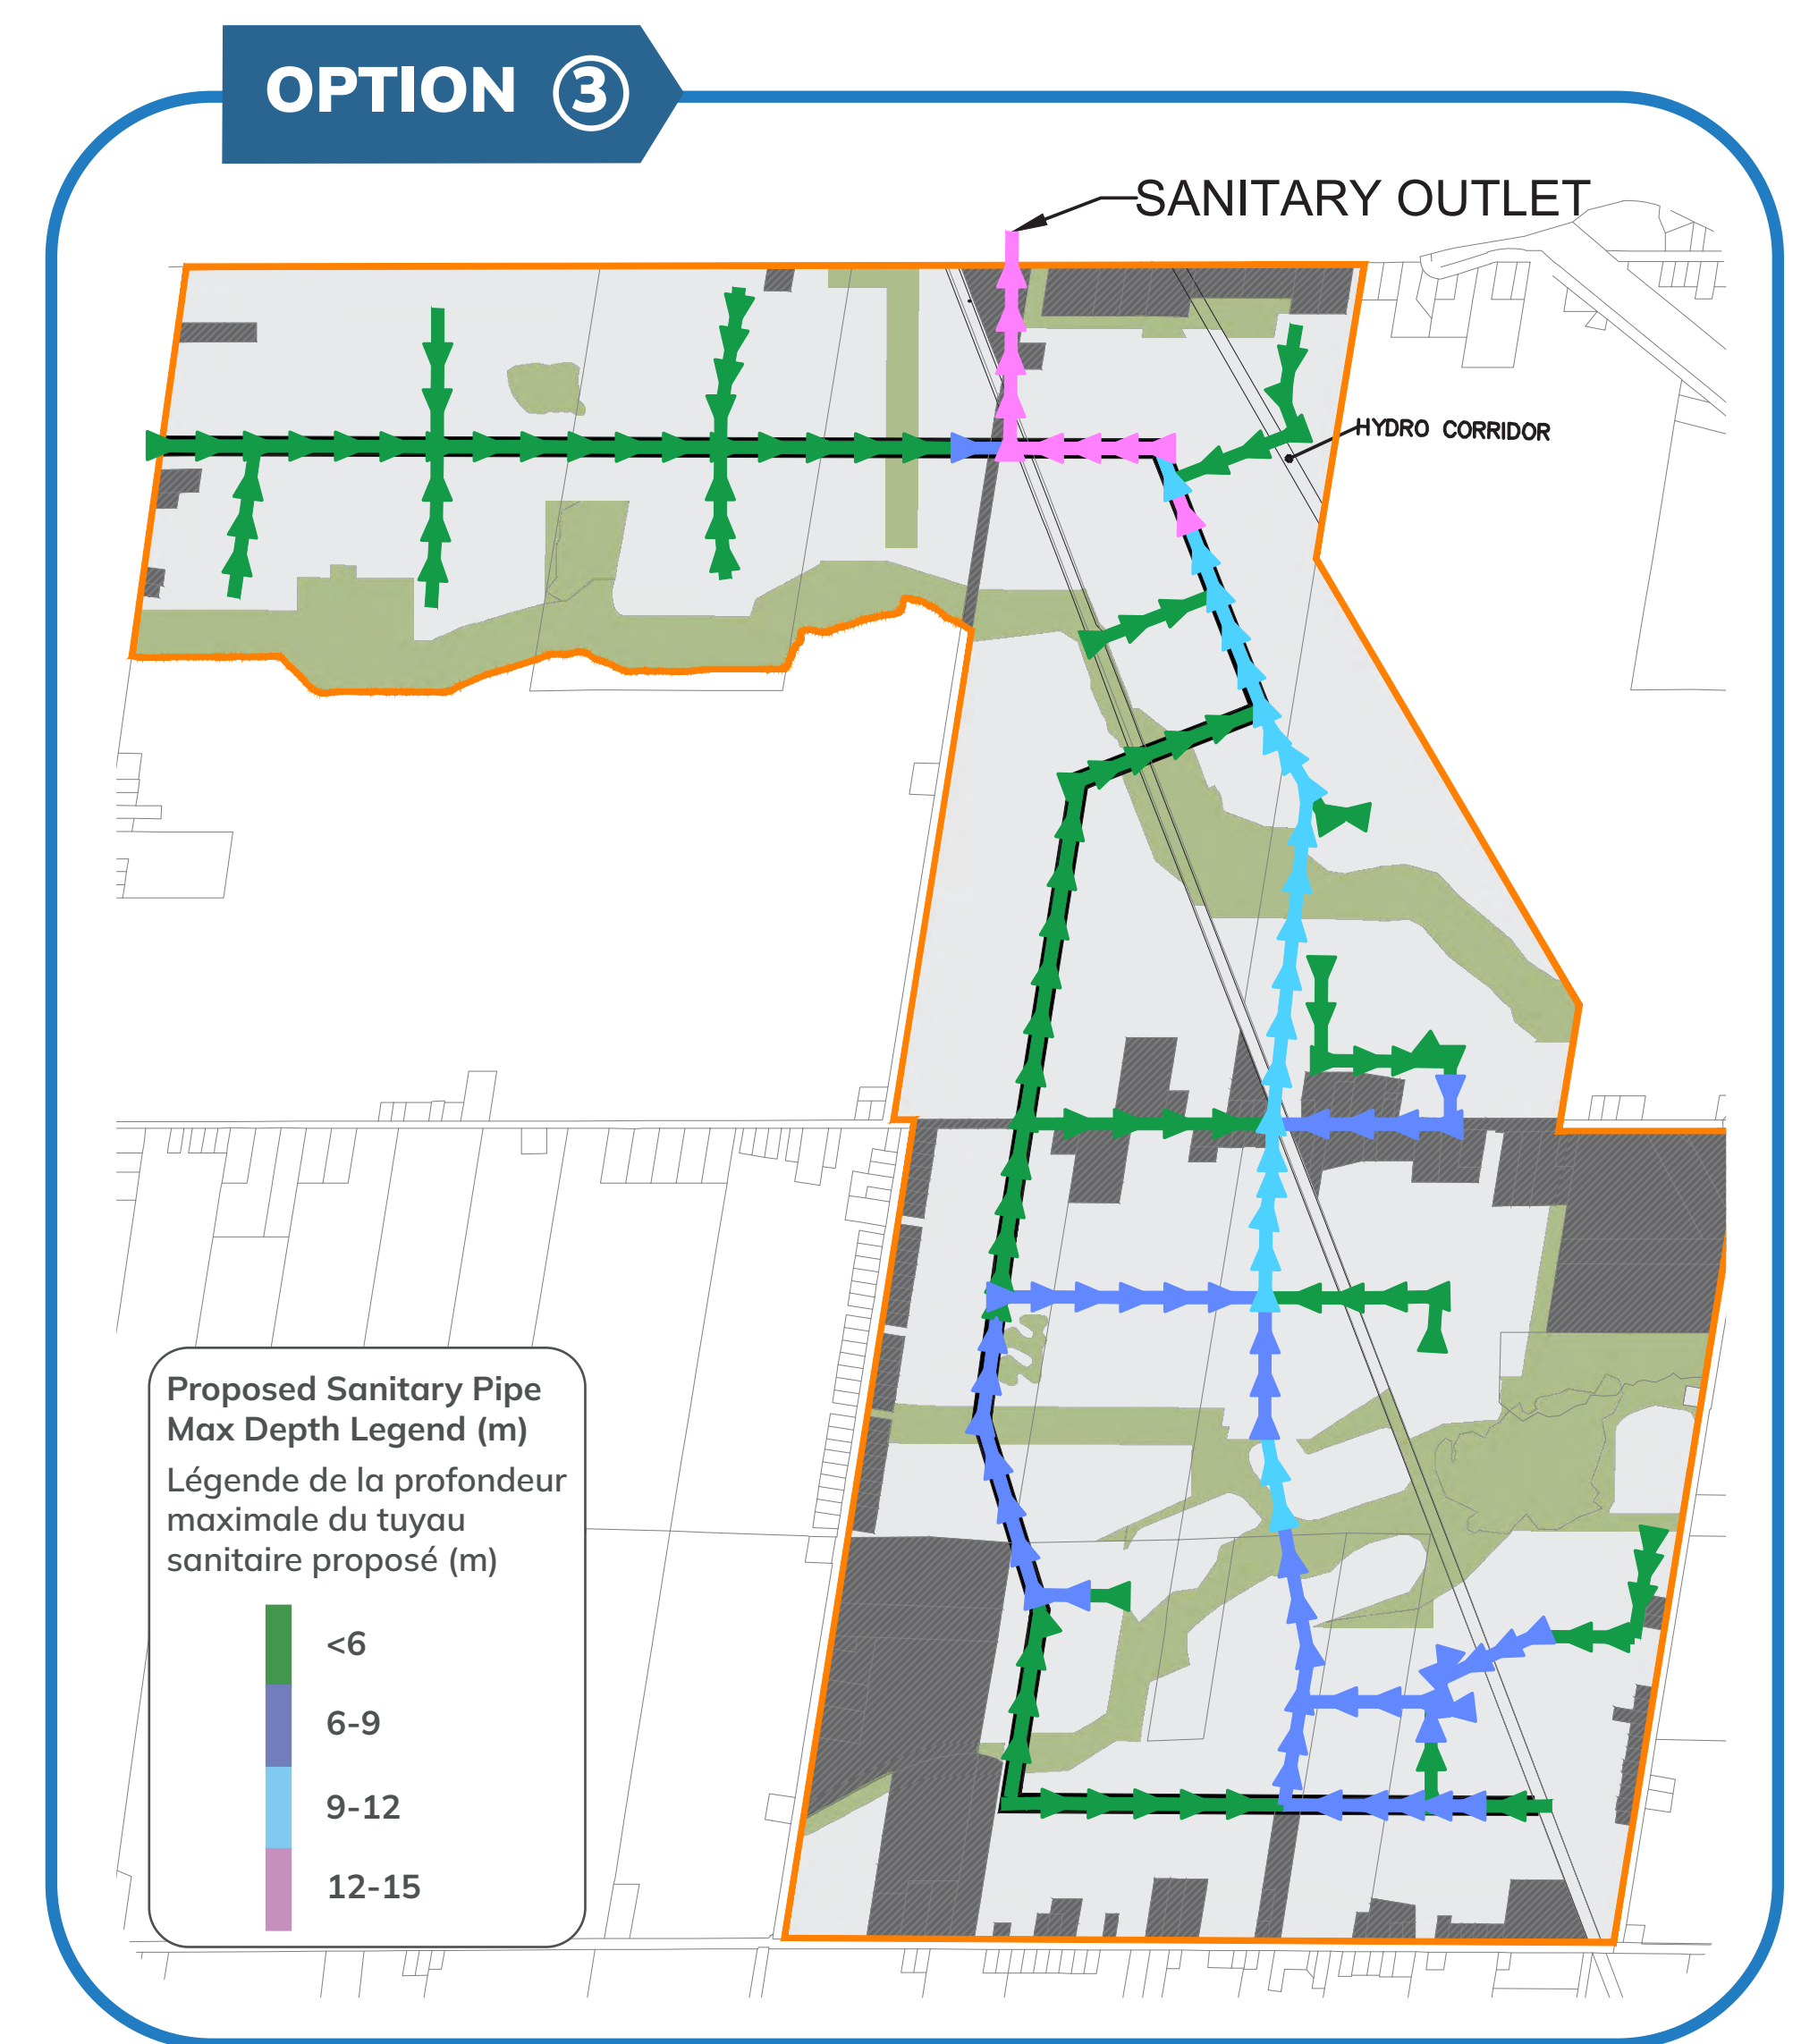 OPTION ③
SANITARY OUTLET
HYDRO CORRIDOR
Proposed Sanitary Pipe
Max Depth Legend (m)
Légende de la profondeur
maximale du tuyau
sanitaire proposé (m)
<6
6-9
9-12
12-15